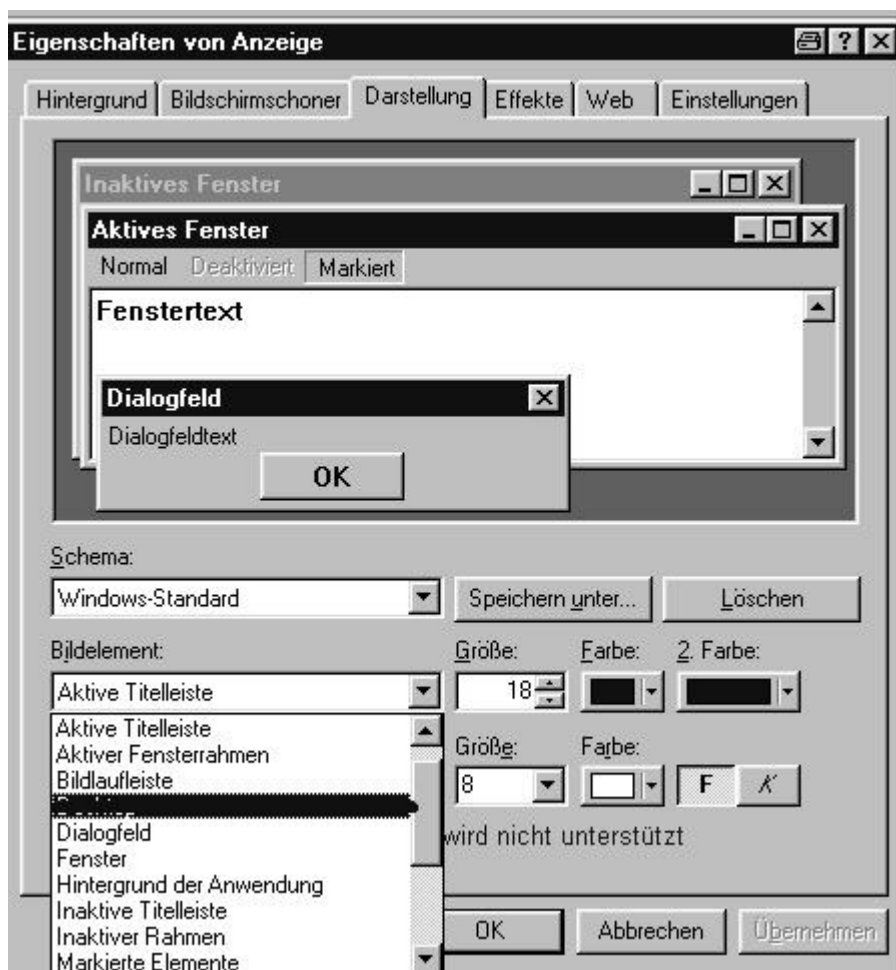 Eigenschaften von Anzeige
Hintergrund Bildschirmschoner Darstellung Effekte Web Einstellungen
Inaktives Fenster
Aktives Fenster
Normal Deaktiviert Markiert
Fenstertext
Dialogfeld
Dialogfeldtext
OK
Schema:
Windows-Standard Speichern unter... Löschen
Bildelement: Größe: Farbe: 2. Farbe:
Aktive Titelleiste 18
Aktive Titelleiste
Aktiver Fensterrahmen
Bildlaufleiste
Dialogfeld
Fenster
Hintergrund der Anwendung
Inaktive Titelleiste
Inaktiver Rahmen
Markierte Elemente
Größe: Farbe:
8 F K
wird nicht unterstützt
OK Abbrechen Übernehmen